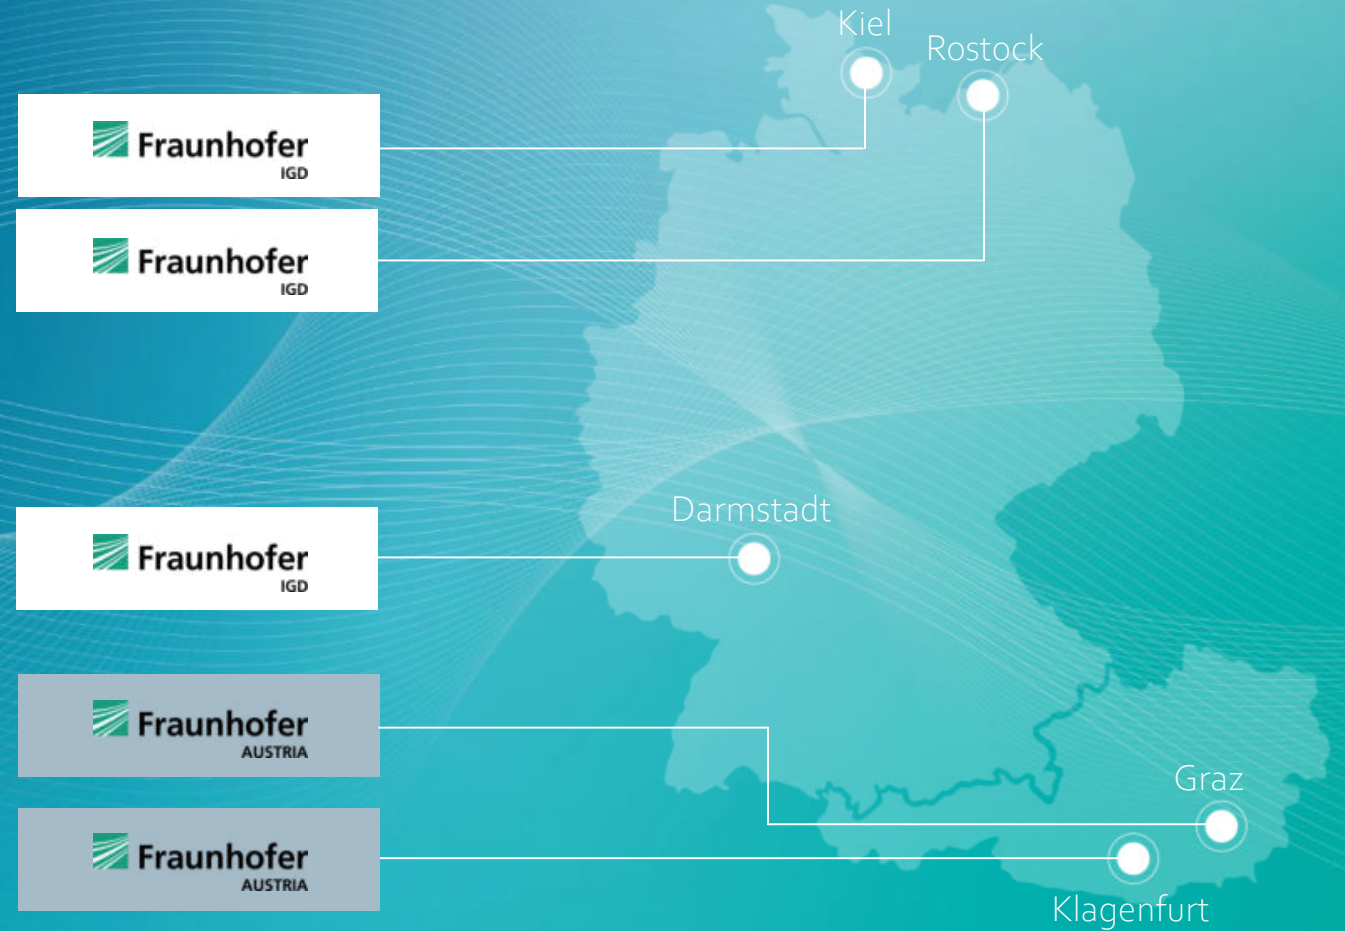 Kiel
Rostock
Fraunhofer
IGD
Fraunhofer
IGD
Darmstadt
Fraunhofer
IGD
Fraunhofer
AUSTRIA
Graz
Fraunhofer
AUSTRIA
Klagenfurt